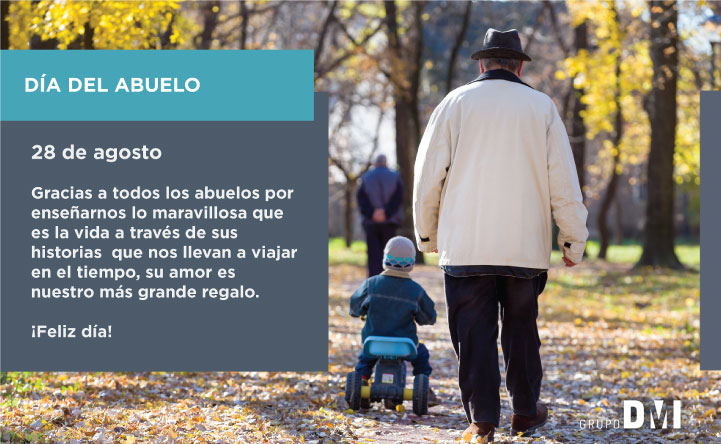 DÍA DEL ABUELO
28 de agosto
Gracias a todos los abuelos por
enseñarnos lo maravillosa que
es la vida a través de sus
historias que nos llevan a viajar
en el tiempo, su amor es
nuestro más grande regalo.
¡Feliz día!
GRUPO DMI